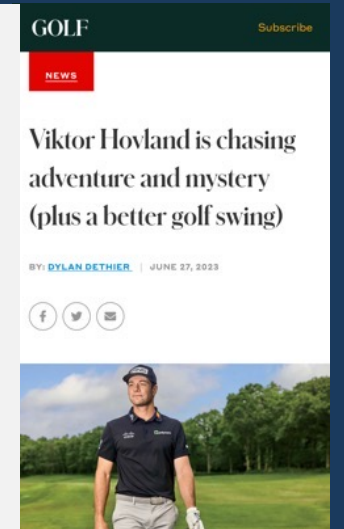 GOLF
Subscribe
NEWS
Viktor Hovland is chasing
adventure and mystery
(plus a better golf swing)
BY: DYLAN DETHIER | JUNE 27, 2023